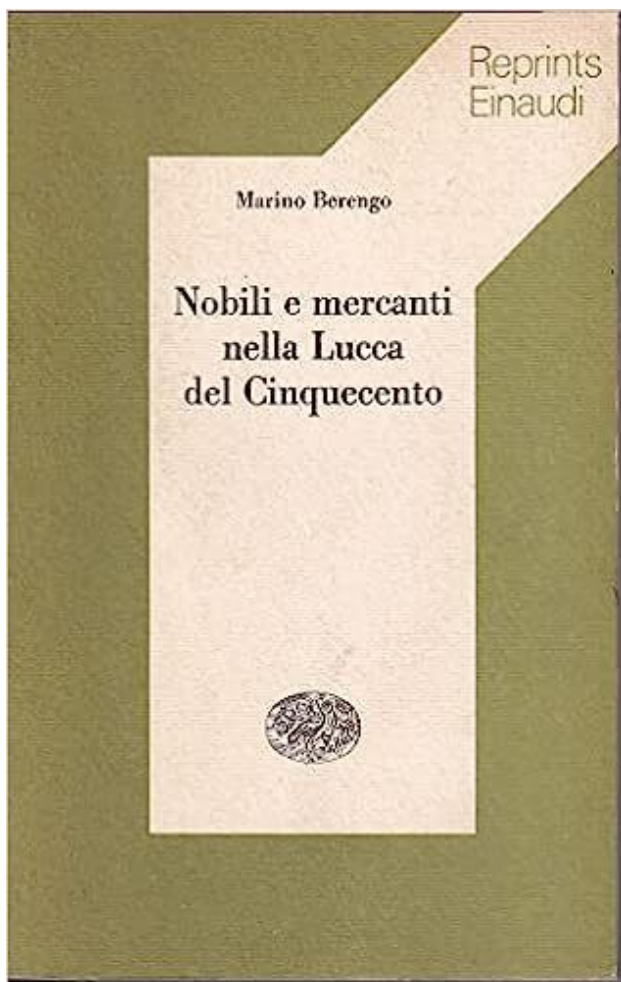 Reprints
Einaudi
Marino Berengo
Nobili e mercanti
nella Lucca
del Cinquecento